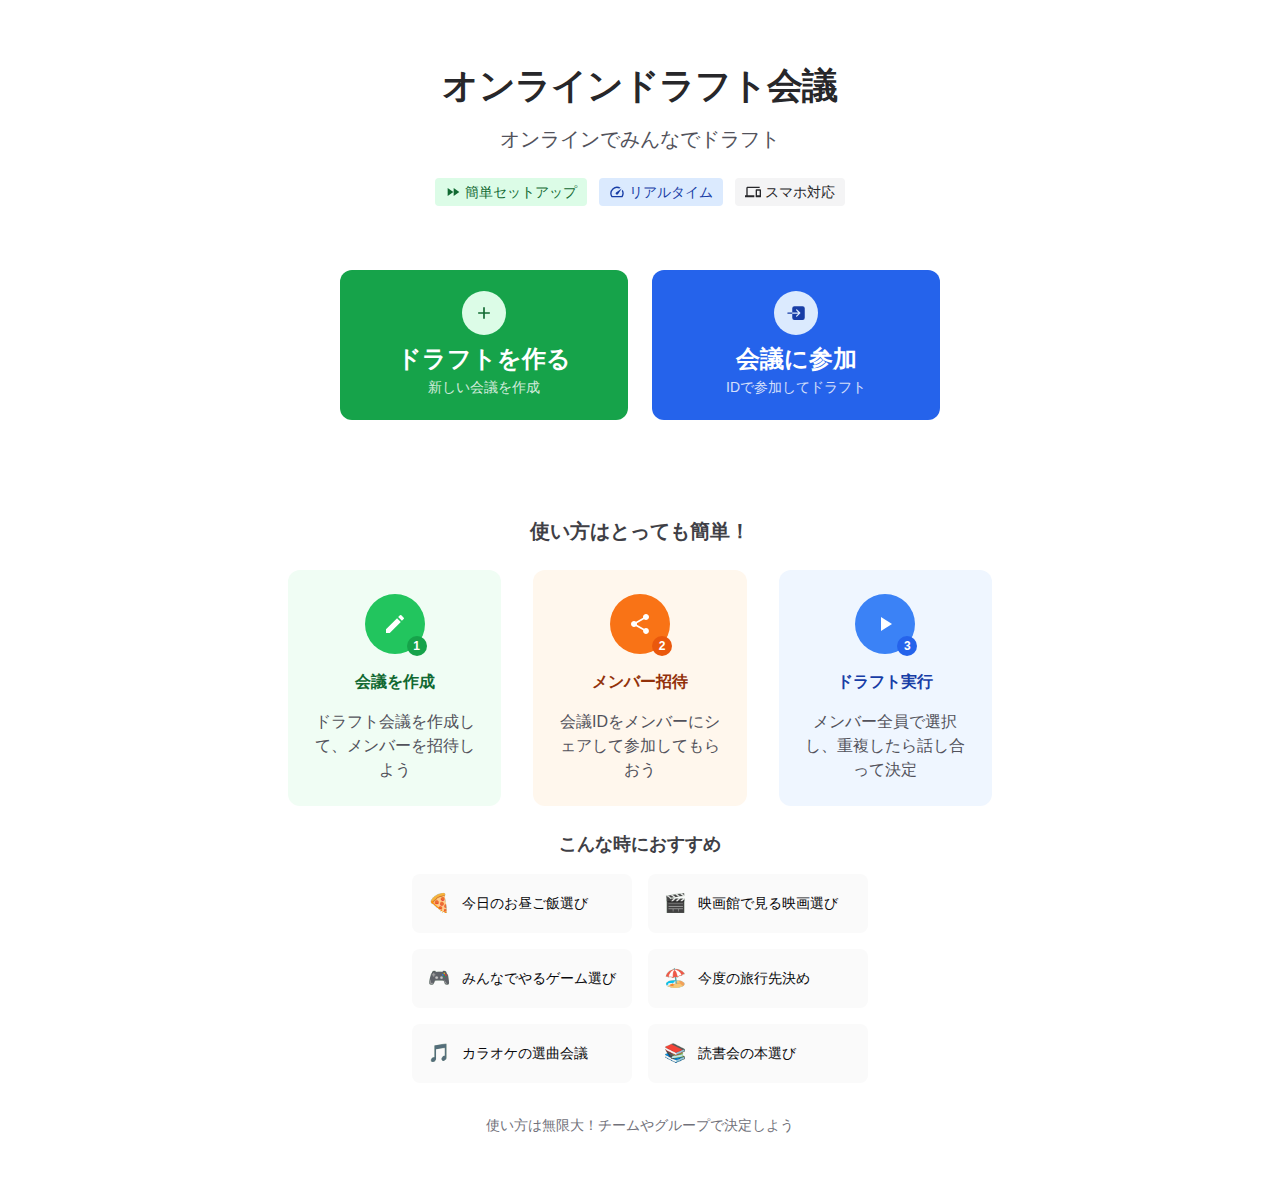 オンラインドラフト会議
オンラインでみんなでドラフト
簡単セットアップ リアルタイム スマホ対応
ドラフトを作る
新しい会議を作成
会議に参加
IDで参加してドラフト
使い方はとっても簡単！
1
会議を作成
ドラフト会議を作成し
て、メンバーを招待し
よう
2
メンバー招待
会議IDをメンバーにシ
ェアして参加してもら
おう
3
ドラフト実行
メンバー全員で選択
し、重複したら話し合
って決定
こんな時におすすめ
今日のお昼ご飯選び
映画館で見る映画選び
みんなでやるゲーム選び
今度の旅行先決め
カラオケの選曲会議
読書会の本選び
使い方は無限大！チームやグループで決定しよう